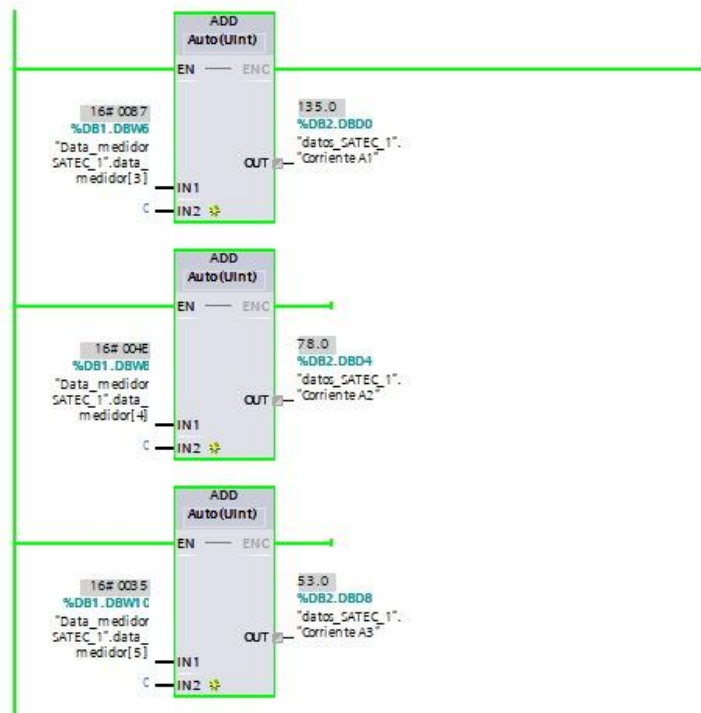 ADD
Auto(UInt)
EN
ENO
16# 0087
%DB1.DBW6
"Data_medidor
SATEC_1".data_
medidor[3]
IN1
0
IN2
OUT
135.0
%DB2.DBD0
"datos_SATEC_1".
"Corriente A1"
ADD
Auto(UInt)
EN
ENO
16# 004E
%DB1.DBW8
"Data_medidor
SATEC_1".data_
medidor[4]
IN1
0
IN2
OUT
78.0
%DB2.DBD4
"datos_SATEC_1".
"Corriente A2"
ADD
Auto(UInt)
EN
ENO
16# 0035
%DB1.DBW10
"Data_medidor
SATEC_1".data_
medidor[5]
IN1
0
IN2
OUT
53.0
%DB2.DBD8
"datos_SATEC_1".
"Corriente A3"